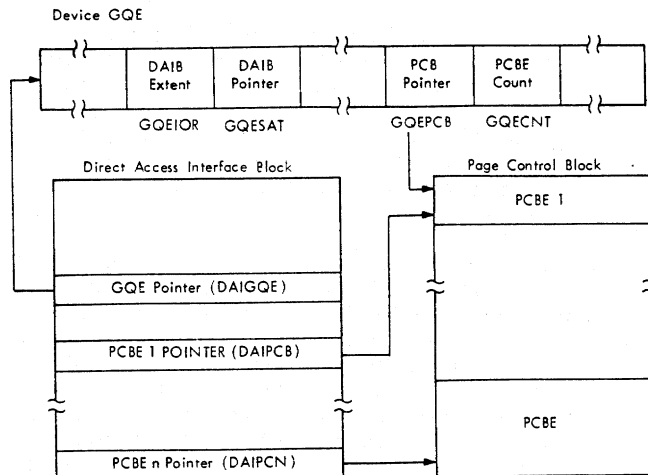 Device GQE
DAIB
Extent
DAIB
Pointer
PCB
Pointer
PCBE
Count
GQEIOR
GQESAT
GQEPCB
GQECNT
Direct Access Interface Block
Page Control Block
PCBE 1
GQE Pointer (DAIGQE)
PCBE 1 POINTER (DAIPCB)
PCBE
PCBE n Pointer (DAIPCN)